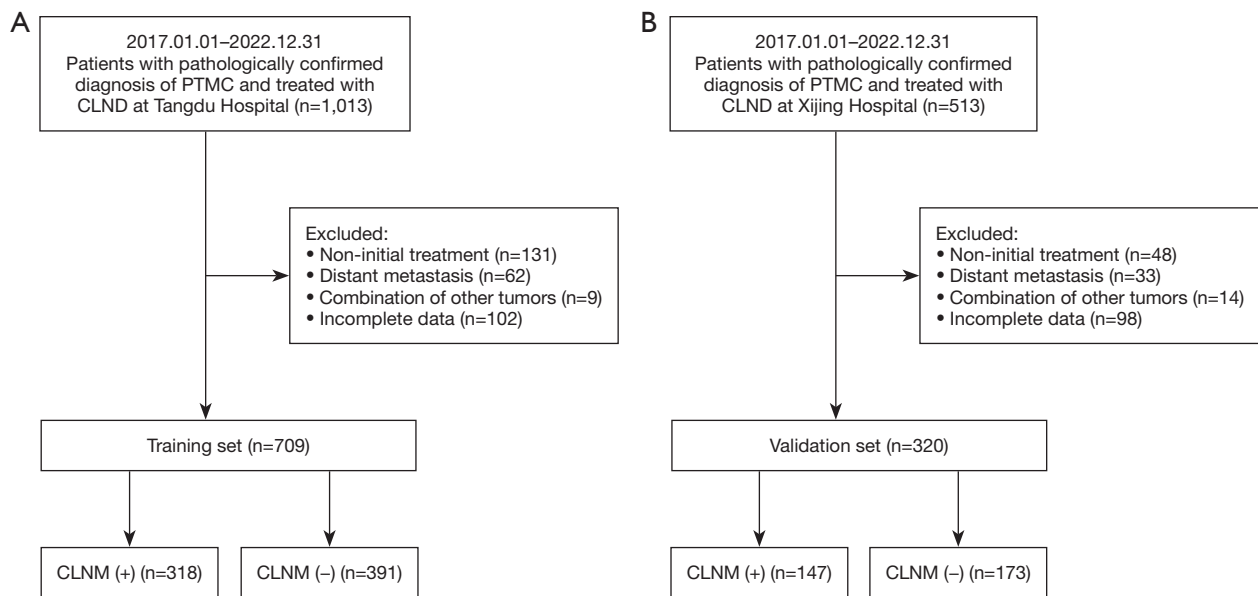 A
2017.01.01–2022.12.31
Patients with pathologically confirmed
diagnosis of PTMC and treated with
CLND at Tangdu Hospital (n=1,013)
Excluded:
• Non-initial treatment (n=131)
• Distant metastasis (n=62)
• Combination of other tumors (n=9)
• Incomplete data (n=102)
Training set (n=709)
CLNM (+) (n=318)
CLNM (–) (n=391)
B
2017.01.01–2022.12.31
Patients with pathologically confirmed
diagnosis of PTMC and treated with
CLND at Xijing Hospital (n=513)
Excluded:
• Non-initial treatment (n=48)
• Distant metastasis (n=33)
• Combination of other tumors (n=14)
• Incomplete data (n=98)
Validation set (n=320)
CLNM (+) (n=147)
CLNM (–) (n=173)